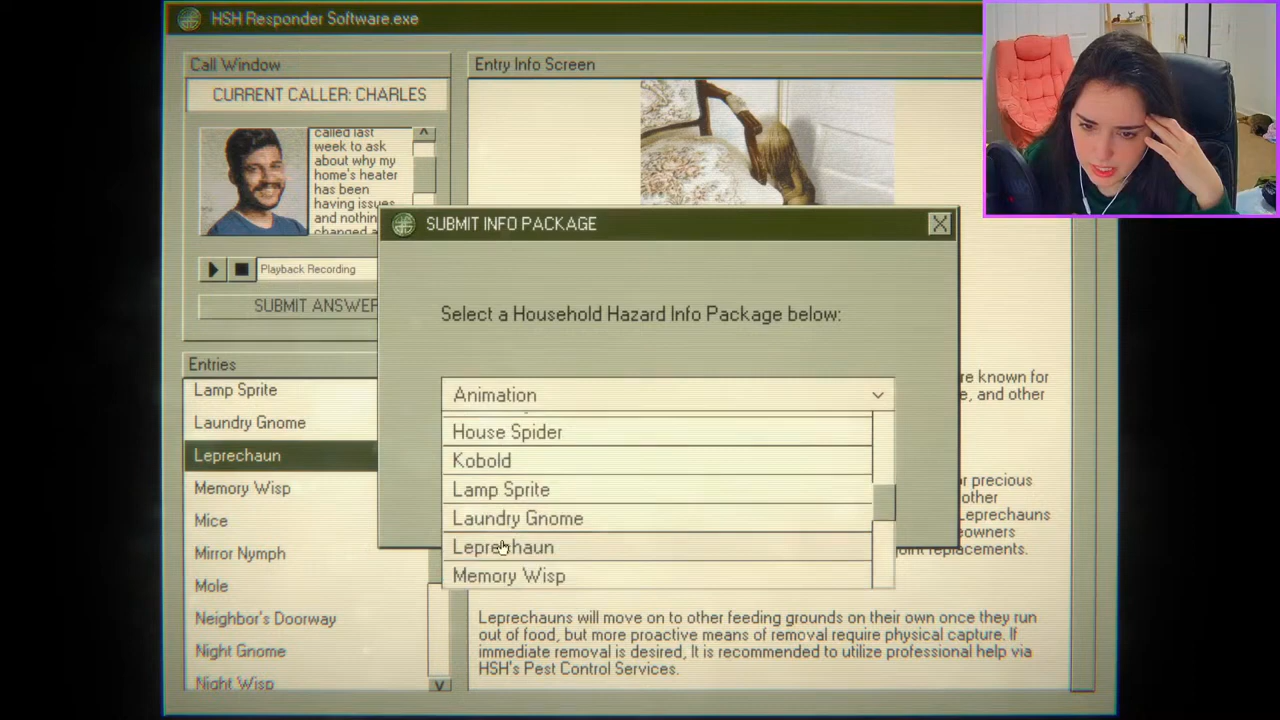 HSH Responder Software.exe
Call Window
CURRENT CALLER: CHARLES
called last
week to ask
about why my
home's heater
has been
having issues
and nothing
changed a
Playback Recording
SUBMIT ANSWER
Entries
Lamp Sprite
Laundry Gnome
Leprechaun
Memory Wisp
Mice
Mirror Nymph
Mole
Neighbor's Doorway
Night Gnome
Night Wisp
Entry Info Screen
SUBMIT INFO PACKAGE
Select a Household Hazard Info Package below:
Animation
House Spider
Kobold
Lamp Sprite
Laundry Gnome
Leprechaun
Memory Wisp
re known for
e, and other
or precious
other
Leprechauns
owners
joint replacements.
Leprechauns will move on to other feeding grounds on their own once they run
out of food, but more proactive means of removal require physical capture. If
immediate removal is desired, It is recommended to utilize professional help via
HSH's Pest Control Services.